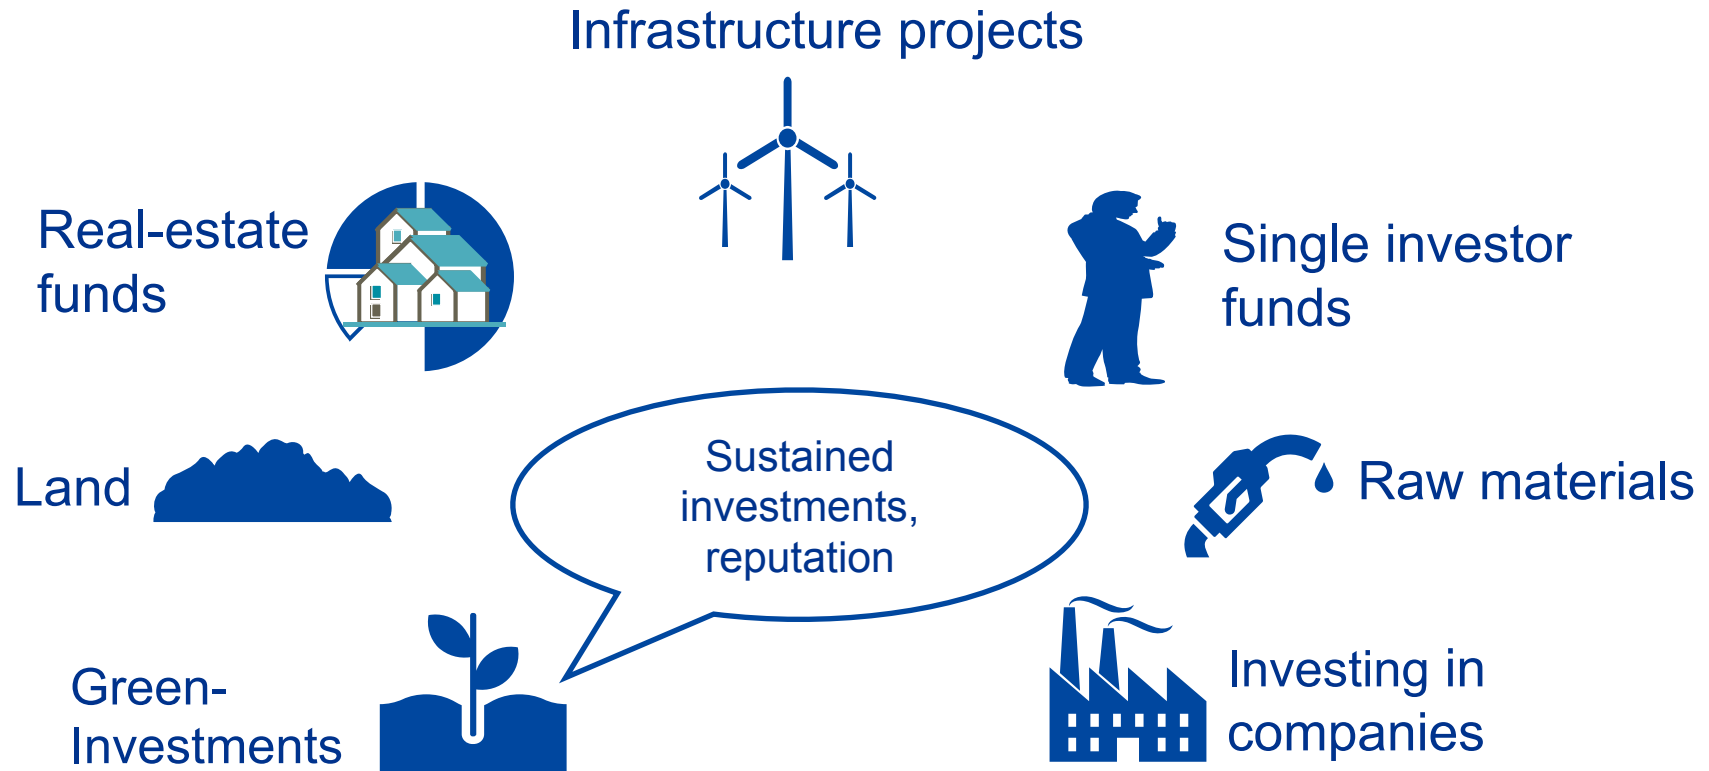 Infrastructure projects
Real-estate
funds
Single investor
funds
Land
Sustained
investments,
reputation
Raw materials
Green-
Investments
Investing in
companies